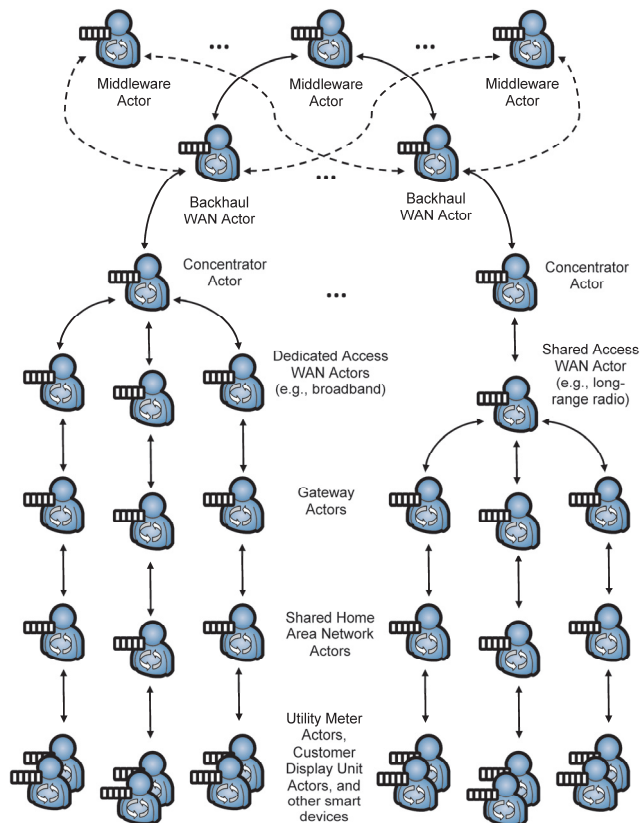 ... ...
Middleware
Actor
Middleware
Actor
Middleware
Actor
...
Backhaul
WAN Actor
Backhaul
WAN Actor
Concentrator
Actor
...
Concentrator
Actor
Dedicated Access
WAN Actors
(e.g., broadband)
Shared Access
WAN Actor
(e.g., long-
range radio)
Gateway
Actors
Shared Home
Area Network
Actors
Utility Meter
Actors,
Customer
Display Unit
Actors, and
other smart
devices